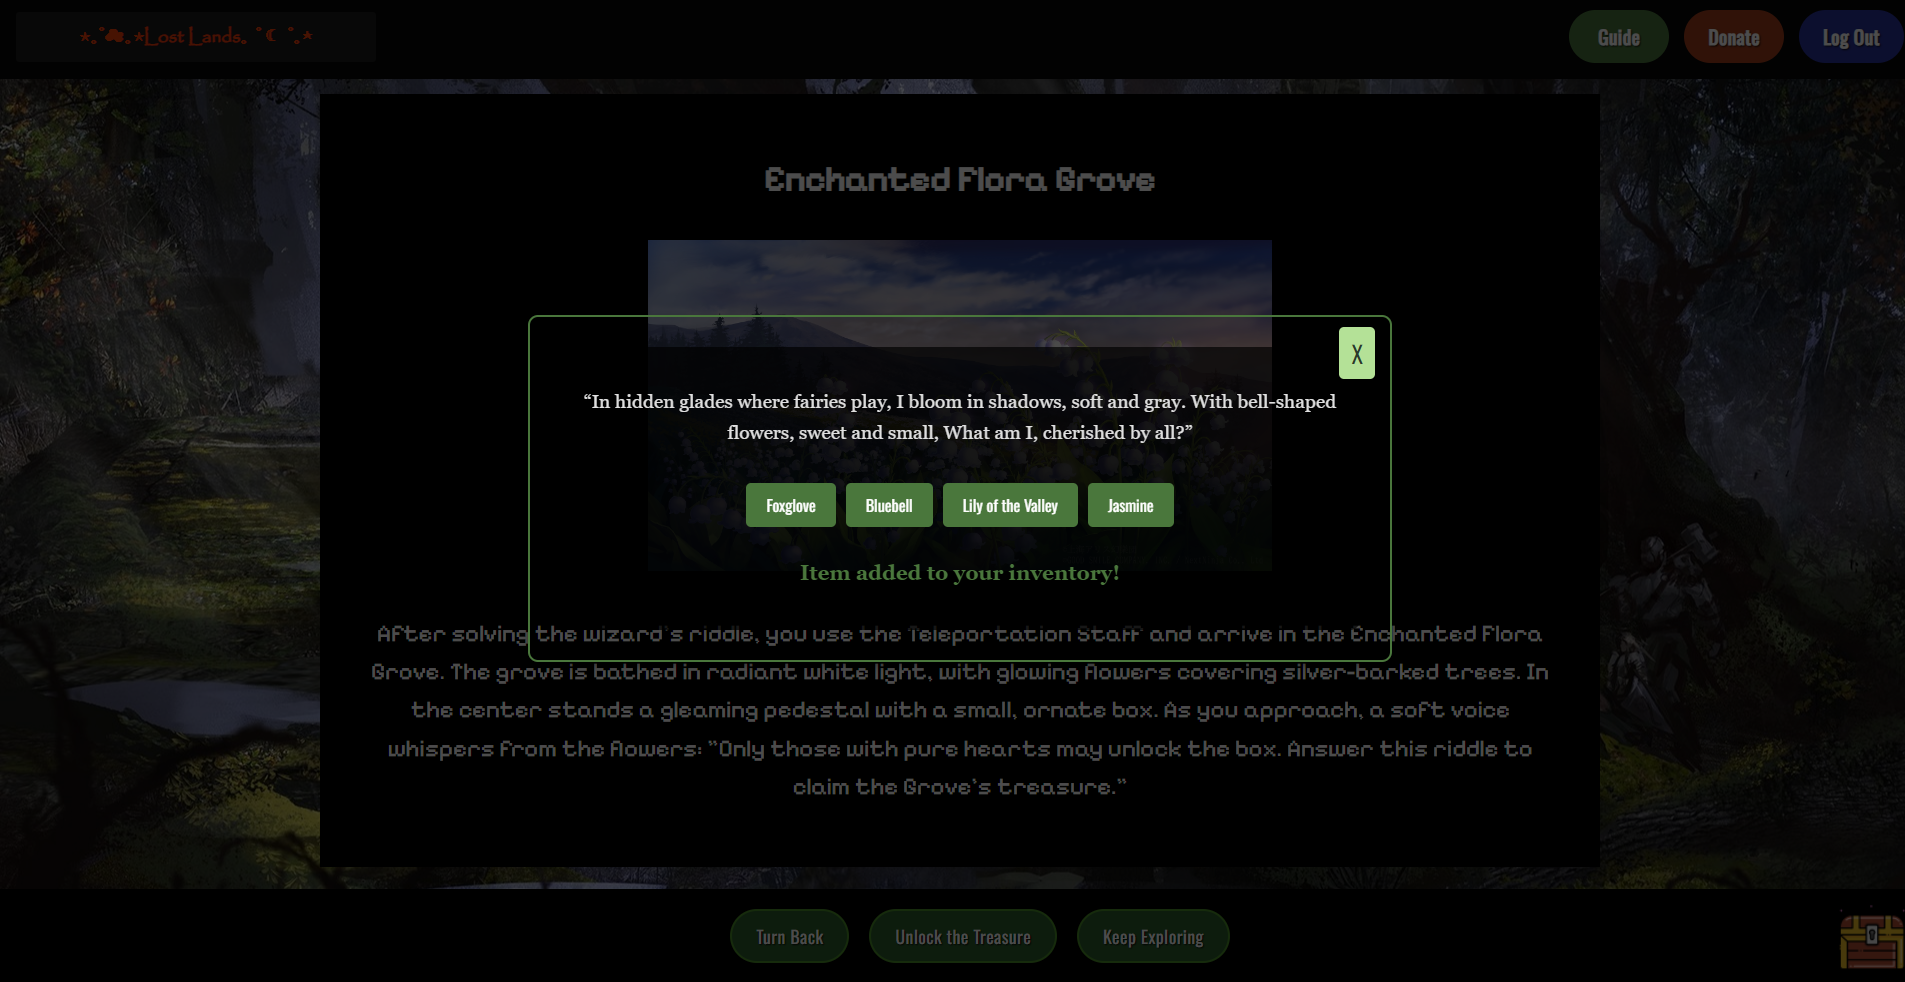 ⋆｡°☁｡⋆Lost Lands｡ °☾ °｡⋆
Guide
Donate
Log Out
Enchanted Flora Grove
X
“In hidden glades where fairies play, I bloom in shadows, soft and gray. With bell-shaped
flowers, sweet and small, What am I, cherished by all?”
Foxglove
Bluebell
Lily of the Valley
Jasmine
Item added to your inventory!
After solving the wizard's riddle, you use the Teleportation Staff and arrive in the Enchanted Flora
Grove. The grove is bathed in radiant white light, with glowing flowers covering silver-barked trees. In
the center stands a gleaming pedestal with a small, ornate box. As you approach, a soft voice
whispers from the flowers: "Only those with pure hearts may unlock the box. Answer this riddle to
claim the Grove's treasure."
Turn Back
Unlock the Treasure
Keep Exploring